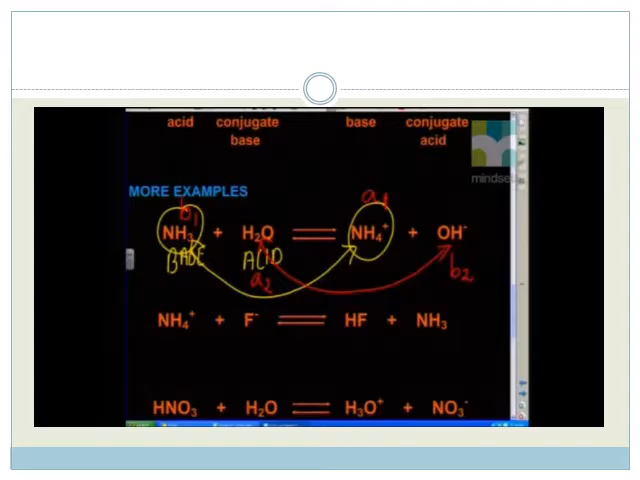 acid conjugate base conjugate
base acid
mindset
MORE EXAMPLES
b1 a1
NH₃ + H₂O ⇌ NH₄⁺ + OH⁻
BASE ACID
a2 b2
NH₄⁺ + F⁻ ⇌ HF + NH₃
HNO₃ + H₂O ⇌ H₃O⁺ + NO₃⁻